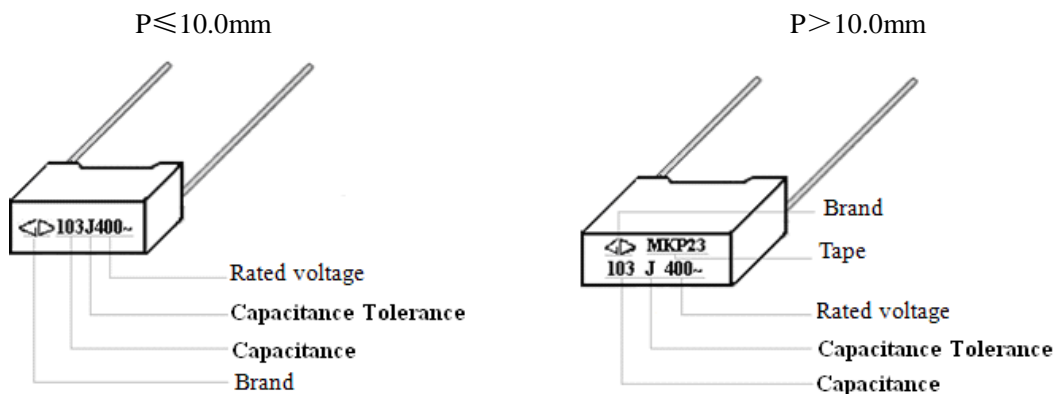 P≤10.0mm
103J400~
Rated voltage
Capacitance Tolerance
Capacitance
Brand
P＞10.0mm
MKP23
103 J 400~
Brand
Tape
Rated voltage
Capacitance Tolerance
Capacitance